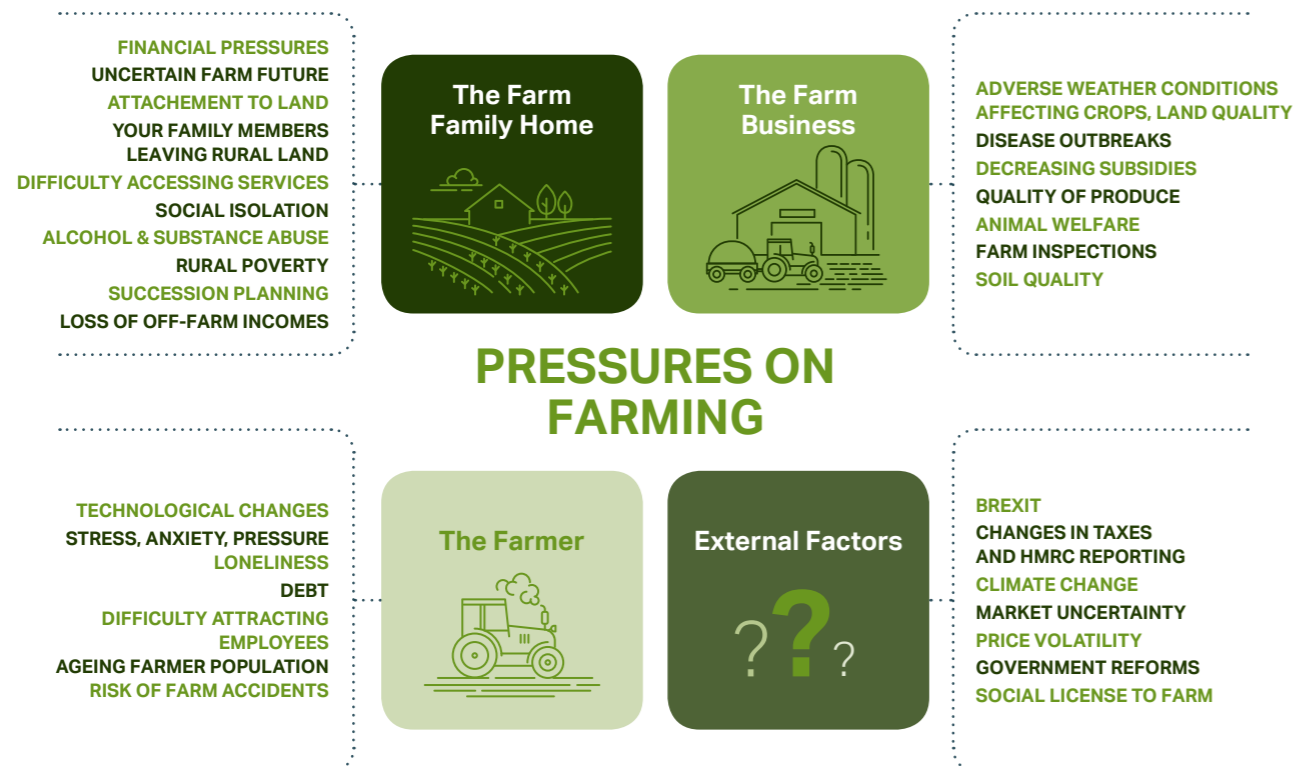 FINANCIAL PRESSURES
UNCERTAIN FARM FUTURE
ATTACHEMENT TO LAND
YOUR FAMILY MEMBERS
LEAVING RURAL LAND
DIFFICULTY ACCESSING SERVICES
SOCIAL ISOLATION
ALCOHOL & SUBSTANCE ABUSE
RURAL POVERTY
SUCCESSION PLANNING
LOSS OF OFF-FARM INCOMES
The Farm
Family Home
The Farm
Business
ADVERSE WEATHER CONDITIONS
AFFECTING CROPS, LAND QUALITY
DISEASE OUTBREAKS
DECREASING SUBSIDIES
QUALITY OF PRODUCE
ANIMAL WELFARE
FARM INSPECTIONS
SOIL QUALITY
PRESSURES ON
FARMING
TECHNOLOGICAL CHANGES
STRESS, ANXIETY, PRESSURE
LONELINESS
DEBT
DIFFICULTY ATTRACTING
EMPLOYEES
AGEING FARMER POPULATION
RISK OF FARM ACCIDENTS
The Farmer
External Factors
???
BREXIT
CHANGES IN TAXES
AND HMRC REPORTING
CLIMATE CHANGE
MARKET UNCERTAINTY
PRICE VOLATILITY
GOVERNMENT REFORMS
SOCIAL LICENSE TO FARM